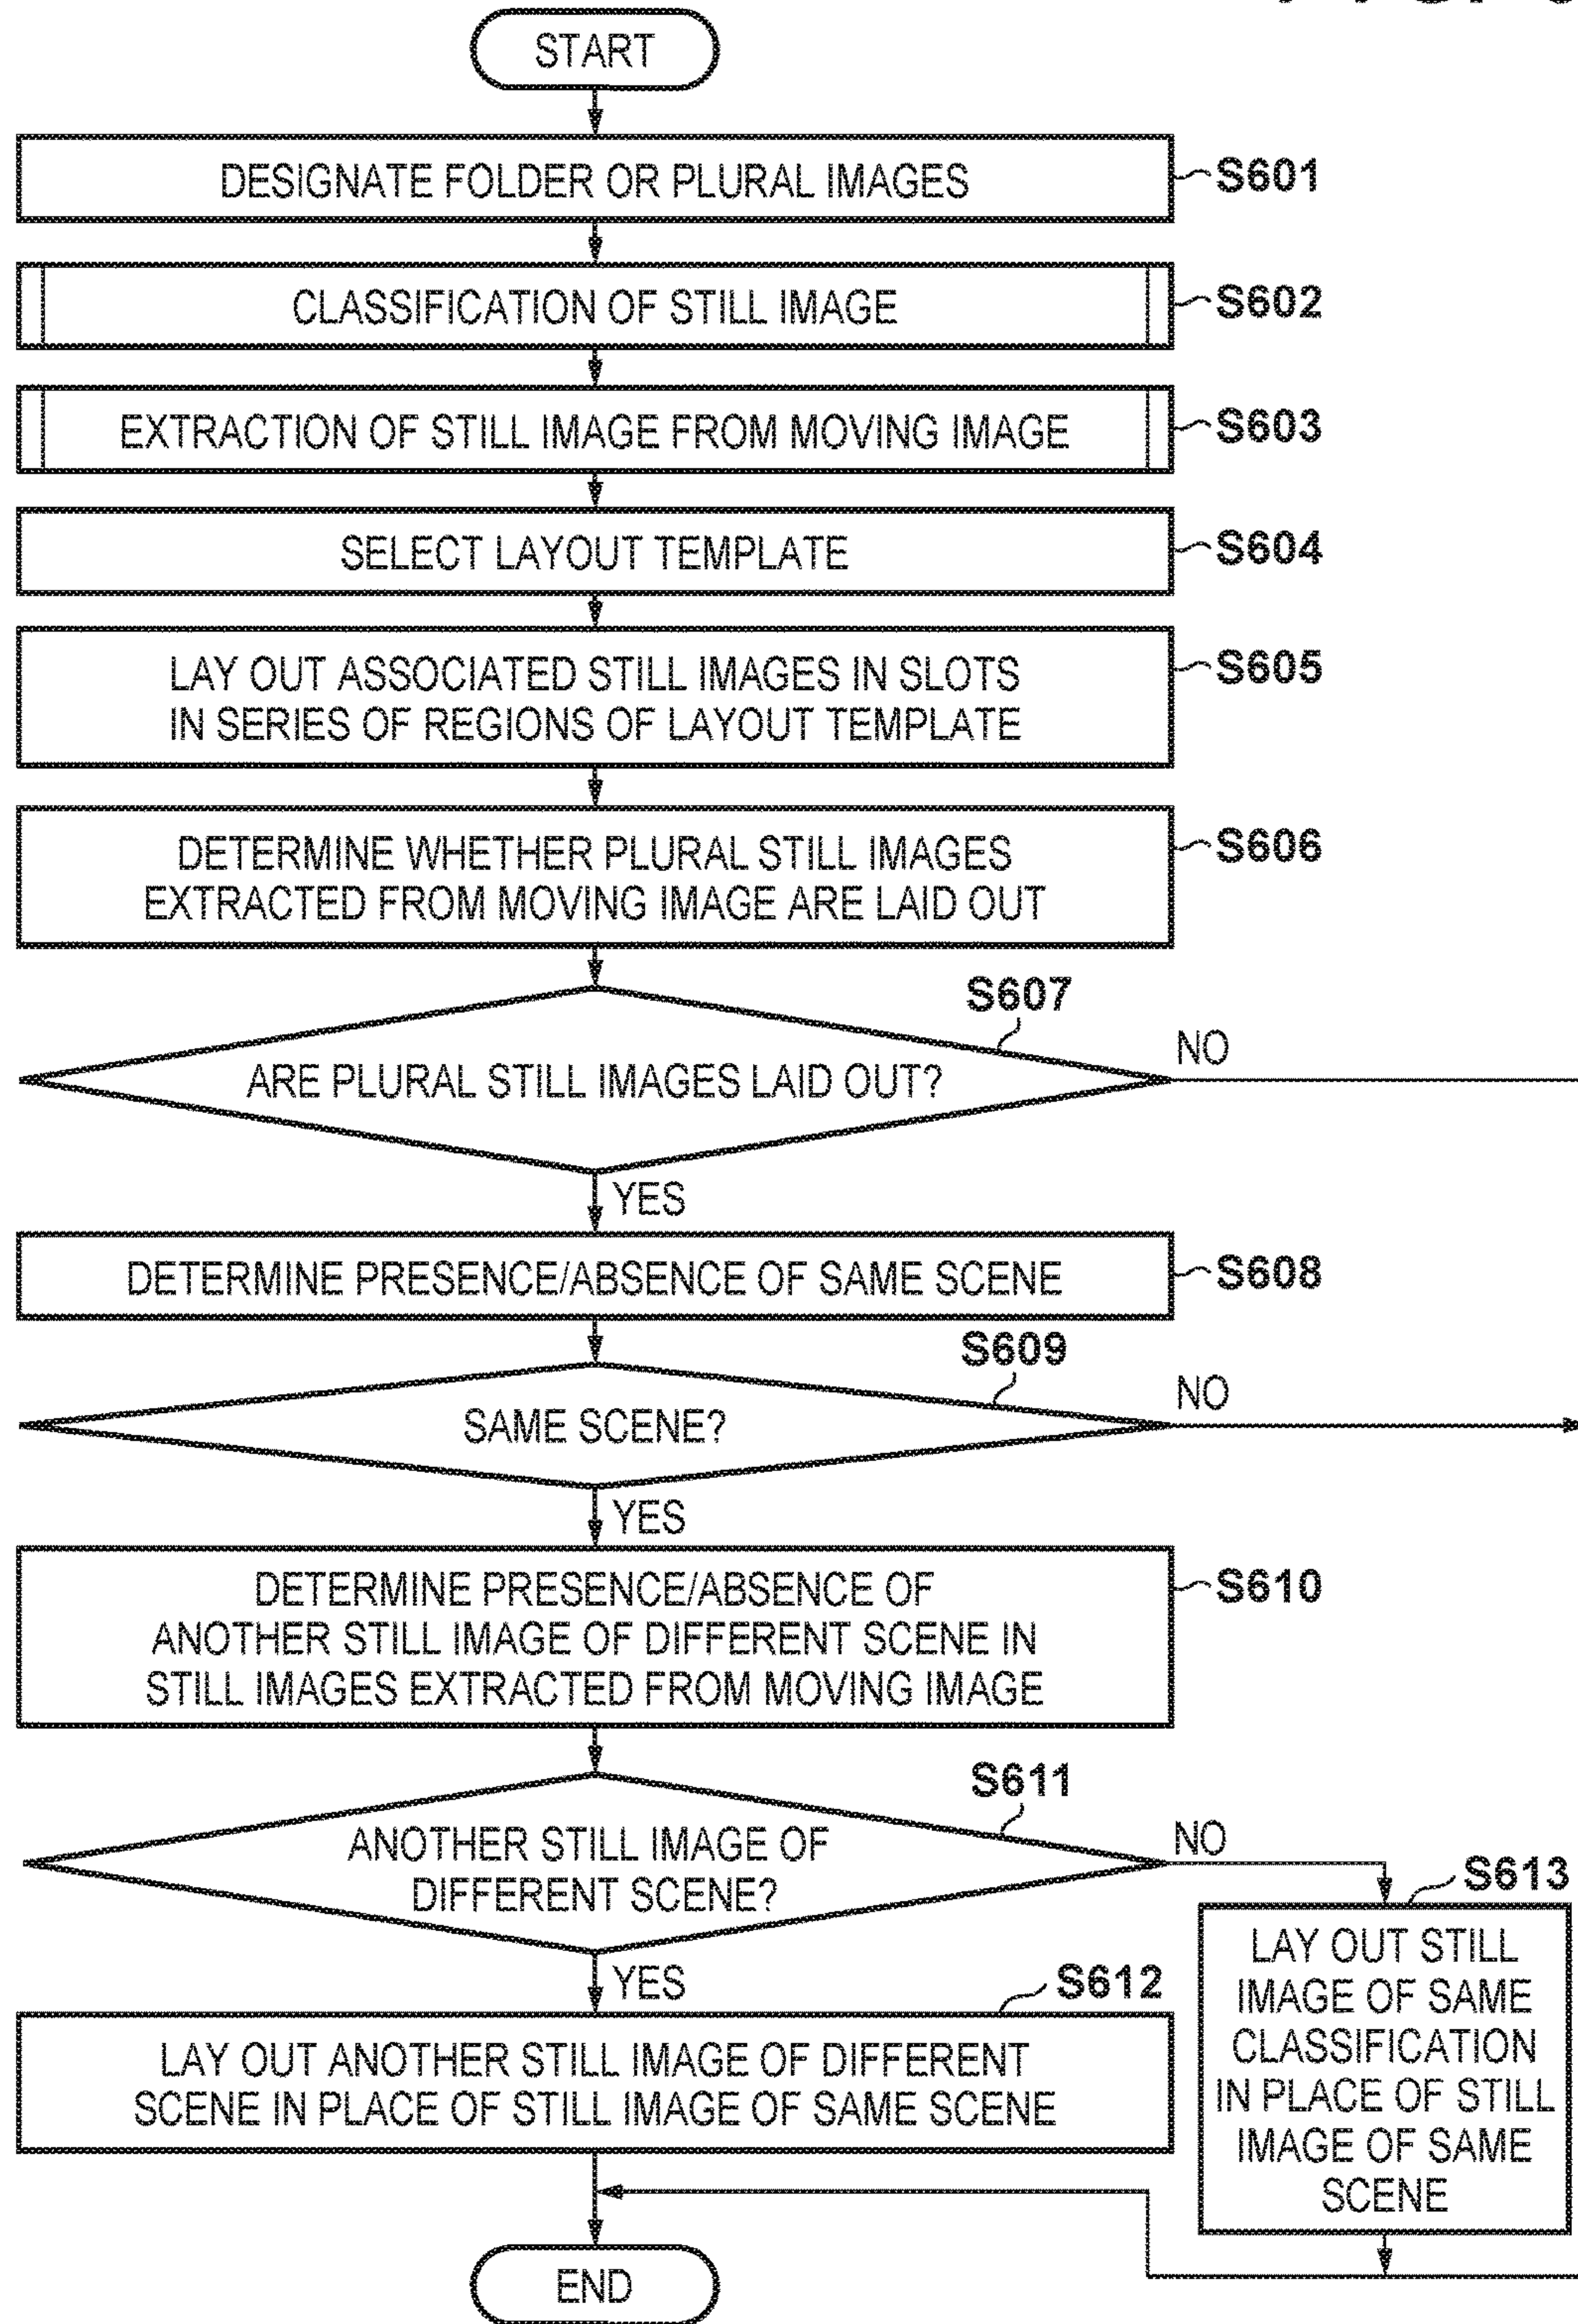 START
DESIGNATE FOLDER OR PLURAL IMAGES
S601
CLASSIFICATION OF STILL IMAGE
S602
EXTRACTION OF STILL IMAGE FROM MOVING IMAGE
S603
SELECT LAYOUT TEMPLATE
S604
LAY OUT ASSOCIATED STILL IMAGES IN SLOTS
IN SERIES OF REGIONS OF LAYOUT TEMPLATE
S605
DETERMINE WHETHER PLURAL STILL IMAGES
EXTRACTED FROM MOVING IMAGE ARE LAID OUT
S606
S607
ARE PLURAL STILL IMAGES LAID OUT?
NO
YES
DETERMINE PRESENCE/ABSENCE OF SAME SCENE
S608
S609
SAME SCENE?
NO
YES
DETERMINE PRESENCE/ABSENCE OF
ANOTHER STILL IMAGE OF DIFFERENT SCENE IN
STILL IMAGES EXTRACTED FROM MOVING IMAGE
S610
S611
ANOTHER STILL IMAGE OF
DIFFERENT SCENE?
NO
YES
S612
LAY OUT ANOTHER STILL IMAGE OF DIFFERENT
SCENE IN PLACE OF STILL IMAGE OF SAME SCENE
S613
LAY OUT STILL
IMAGE OF SAME
CLASSIFICATION
IN PLACE OF STILL
IMAGE OF SAME
SCENE
END